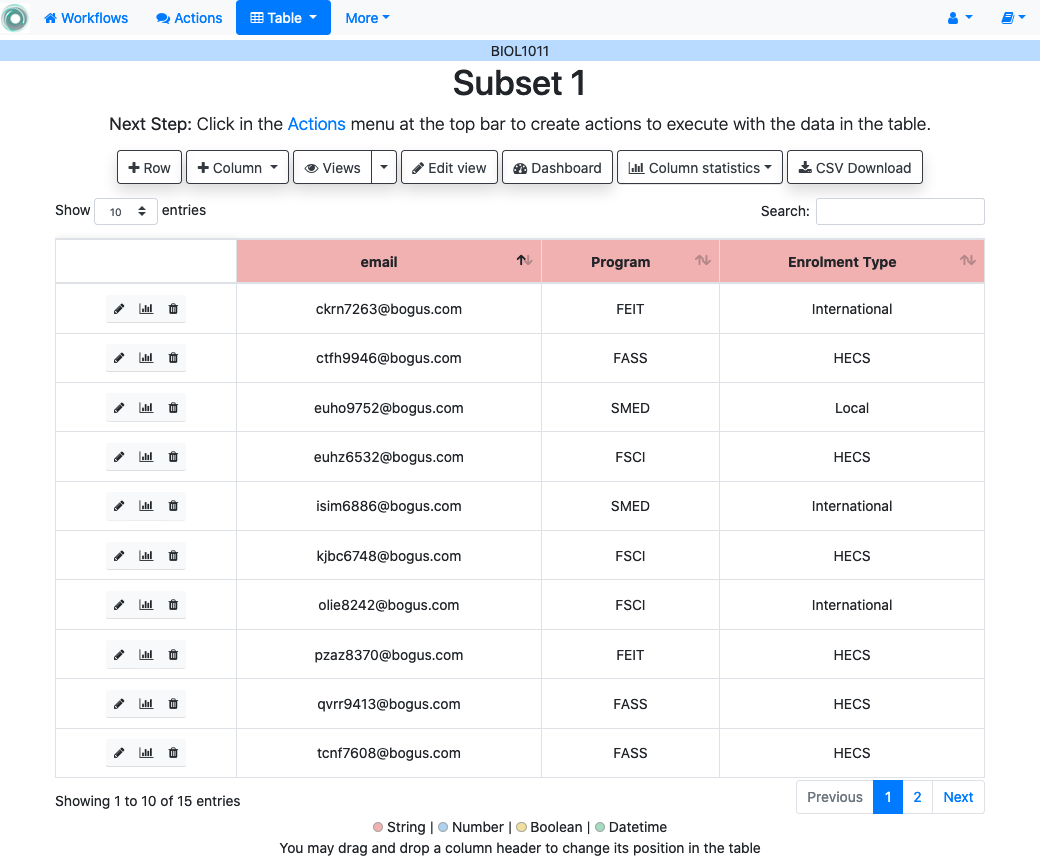 Workflows Actions Table More
BIOL1011
Subset 1
Next Step: Click in the Actions menu at the top bar to create actions to execute with the data in the table.
Row Column Views Edit view Dashboard Column statistics CSV Download
Show 10 entries Search:
email Program Enrolment Type
ckrn7263@bogus.com FEIT International
ctfh9946@bogus.com FASS HECS
euho9752@bogus.com SMED Local
euhz6532@bogus.com FSCI HECS
isim6886@bogus.com SMED International
kjbc6748@bogus.com FSCI HECS
olie8242@bogus.com FSCI International
pzaz8370@bogus.com FEIT HECS
qvrr9413@bogus.com FASS HECS
tcnf7608@bogus.com FASS HECS
Showing 1 to 10 of 15 entries Previous 1 2 Next
String | Number | Boolean | Datetime
You may drag and drop a column header to change its position in the table